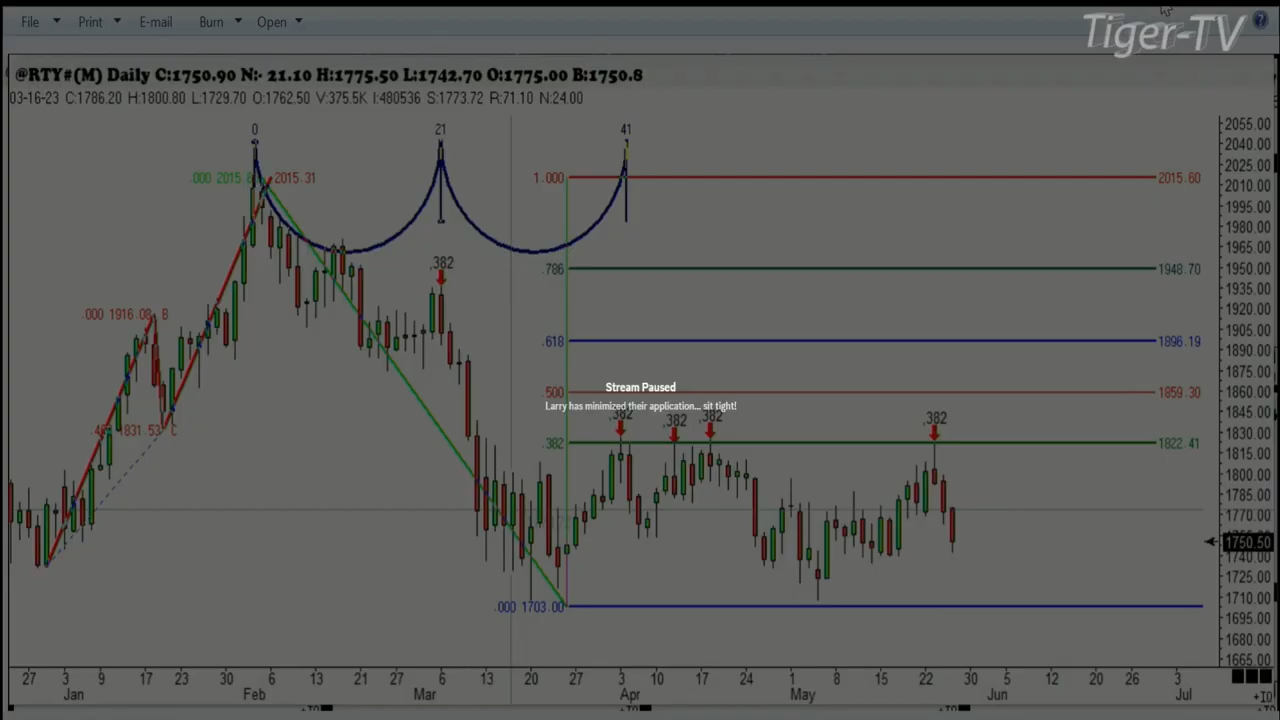 File Print E-mail Burn Open
Tiger-TV
@RTY#(M) Daily C:1750.90 N:- 21.10 H:1775.50 L:1742.70 O:1775.00 B:1750.8
03-16-23 C:1786.20 H:1800.80 L:1729.70 O:1762.50 V:375.5K I:480536 S:1773.72 R:71.10 N:24.00
2055.00
0 21 41
2040.00
2025.00
.000 2015.8 2015.31 1.000 2015.60
2010.00
1995.00
1980.00
1965.00
.382 .786 1948.70 1950.00
1935.00
1920.00
.000 1916.08 B
1905.00
.618 1896.19
1890.00
1875.00
Stream Paused
.500 1859.30 1860.00
Larry has minimized their application... sit tight!
1845.00
.382 .382 .382 .382
1831.53 C 1830.00
.382 1822.41
1815.00
1800.00
1785.00
1770.00
1750.50
1740.00
1725.00
1710.00
.000 1703.00
1695.00
1680.00
1665.00
27 3 9 17 23 30 6 13 21 27 6 13 20 27 3 10 17 24 1 8 15 22 30 5 12 20 26 3
Jan Feb Mar Apr May Jun Jul